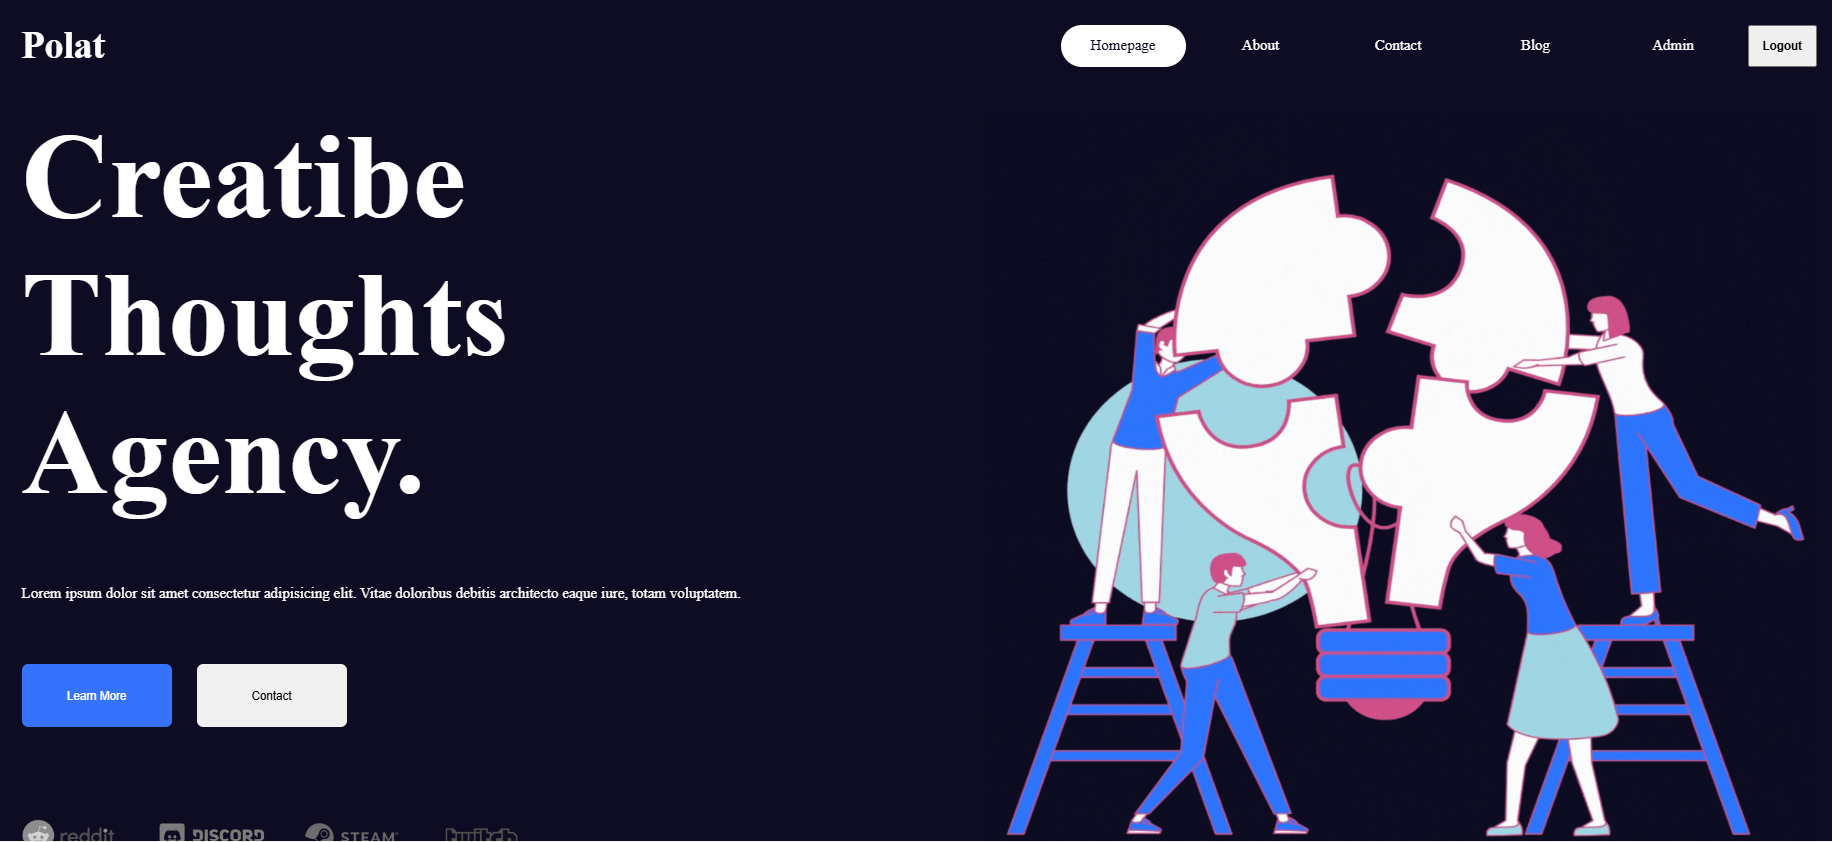 Polat
Homepage About Contact Blog Admin Logout
Creatibe
Thoughts
Agency.
Lorem ipsum dolor sit amet consectetur adipisicing elit. Vitae doloribus debitis architecto eaque iure, totam voluptatem.
Learn More Contact
reddit DISCORD STEAM twitch